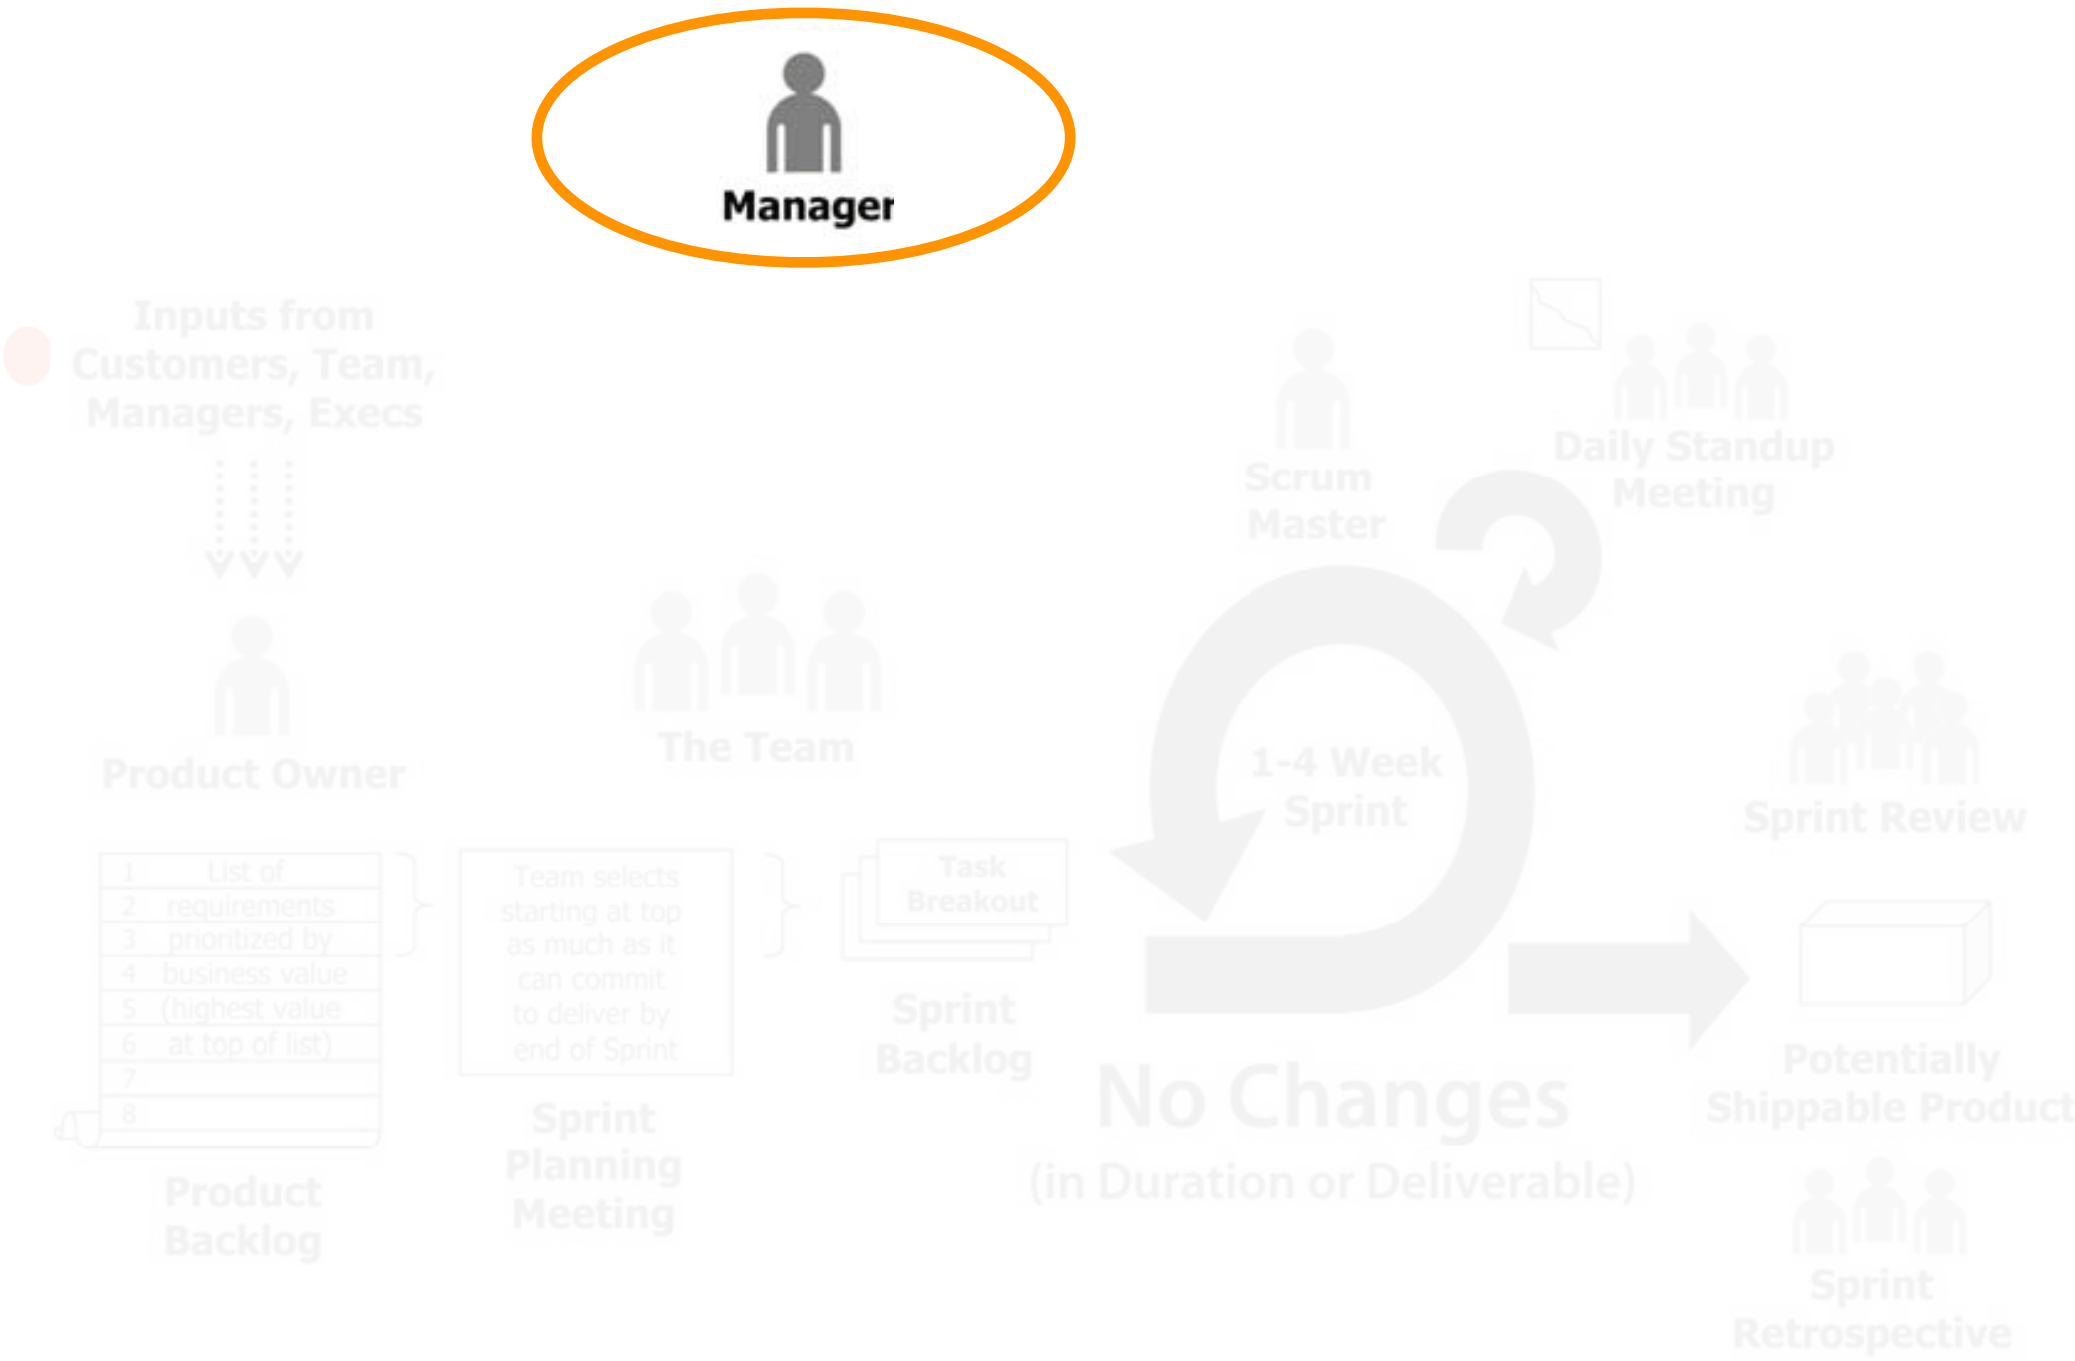 Manager
Inputs from
Customers, Team,
Managers, Execs
Product Owner
The Team
Scrum
Master
Daily Standup
Meeting
1-4 Week
Sprint
Sprint Review
1 List of
2 requirements
3 prioritized by
4 business value
5 (highest value
6 at top of list)
7
8
Product
Backlog
Team selects
starting at top
as much as it
can commit
to deliver by
end of Sprint
Sprint
Planning
Meeting
Task
Breakout
Sprint
Backlog
No Changes
(in Duration or Deliverable)
Potentially
Shippable Product
Sprint
Retrospective